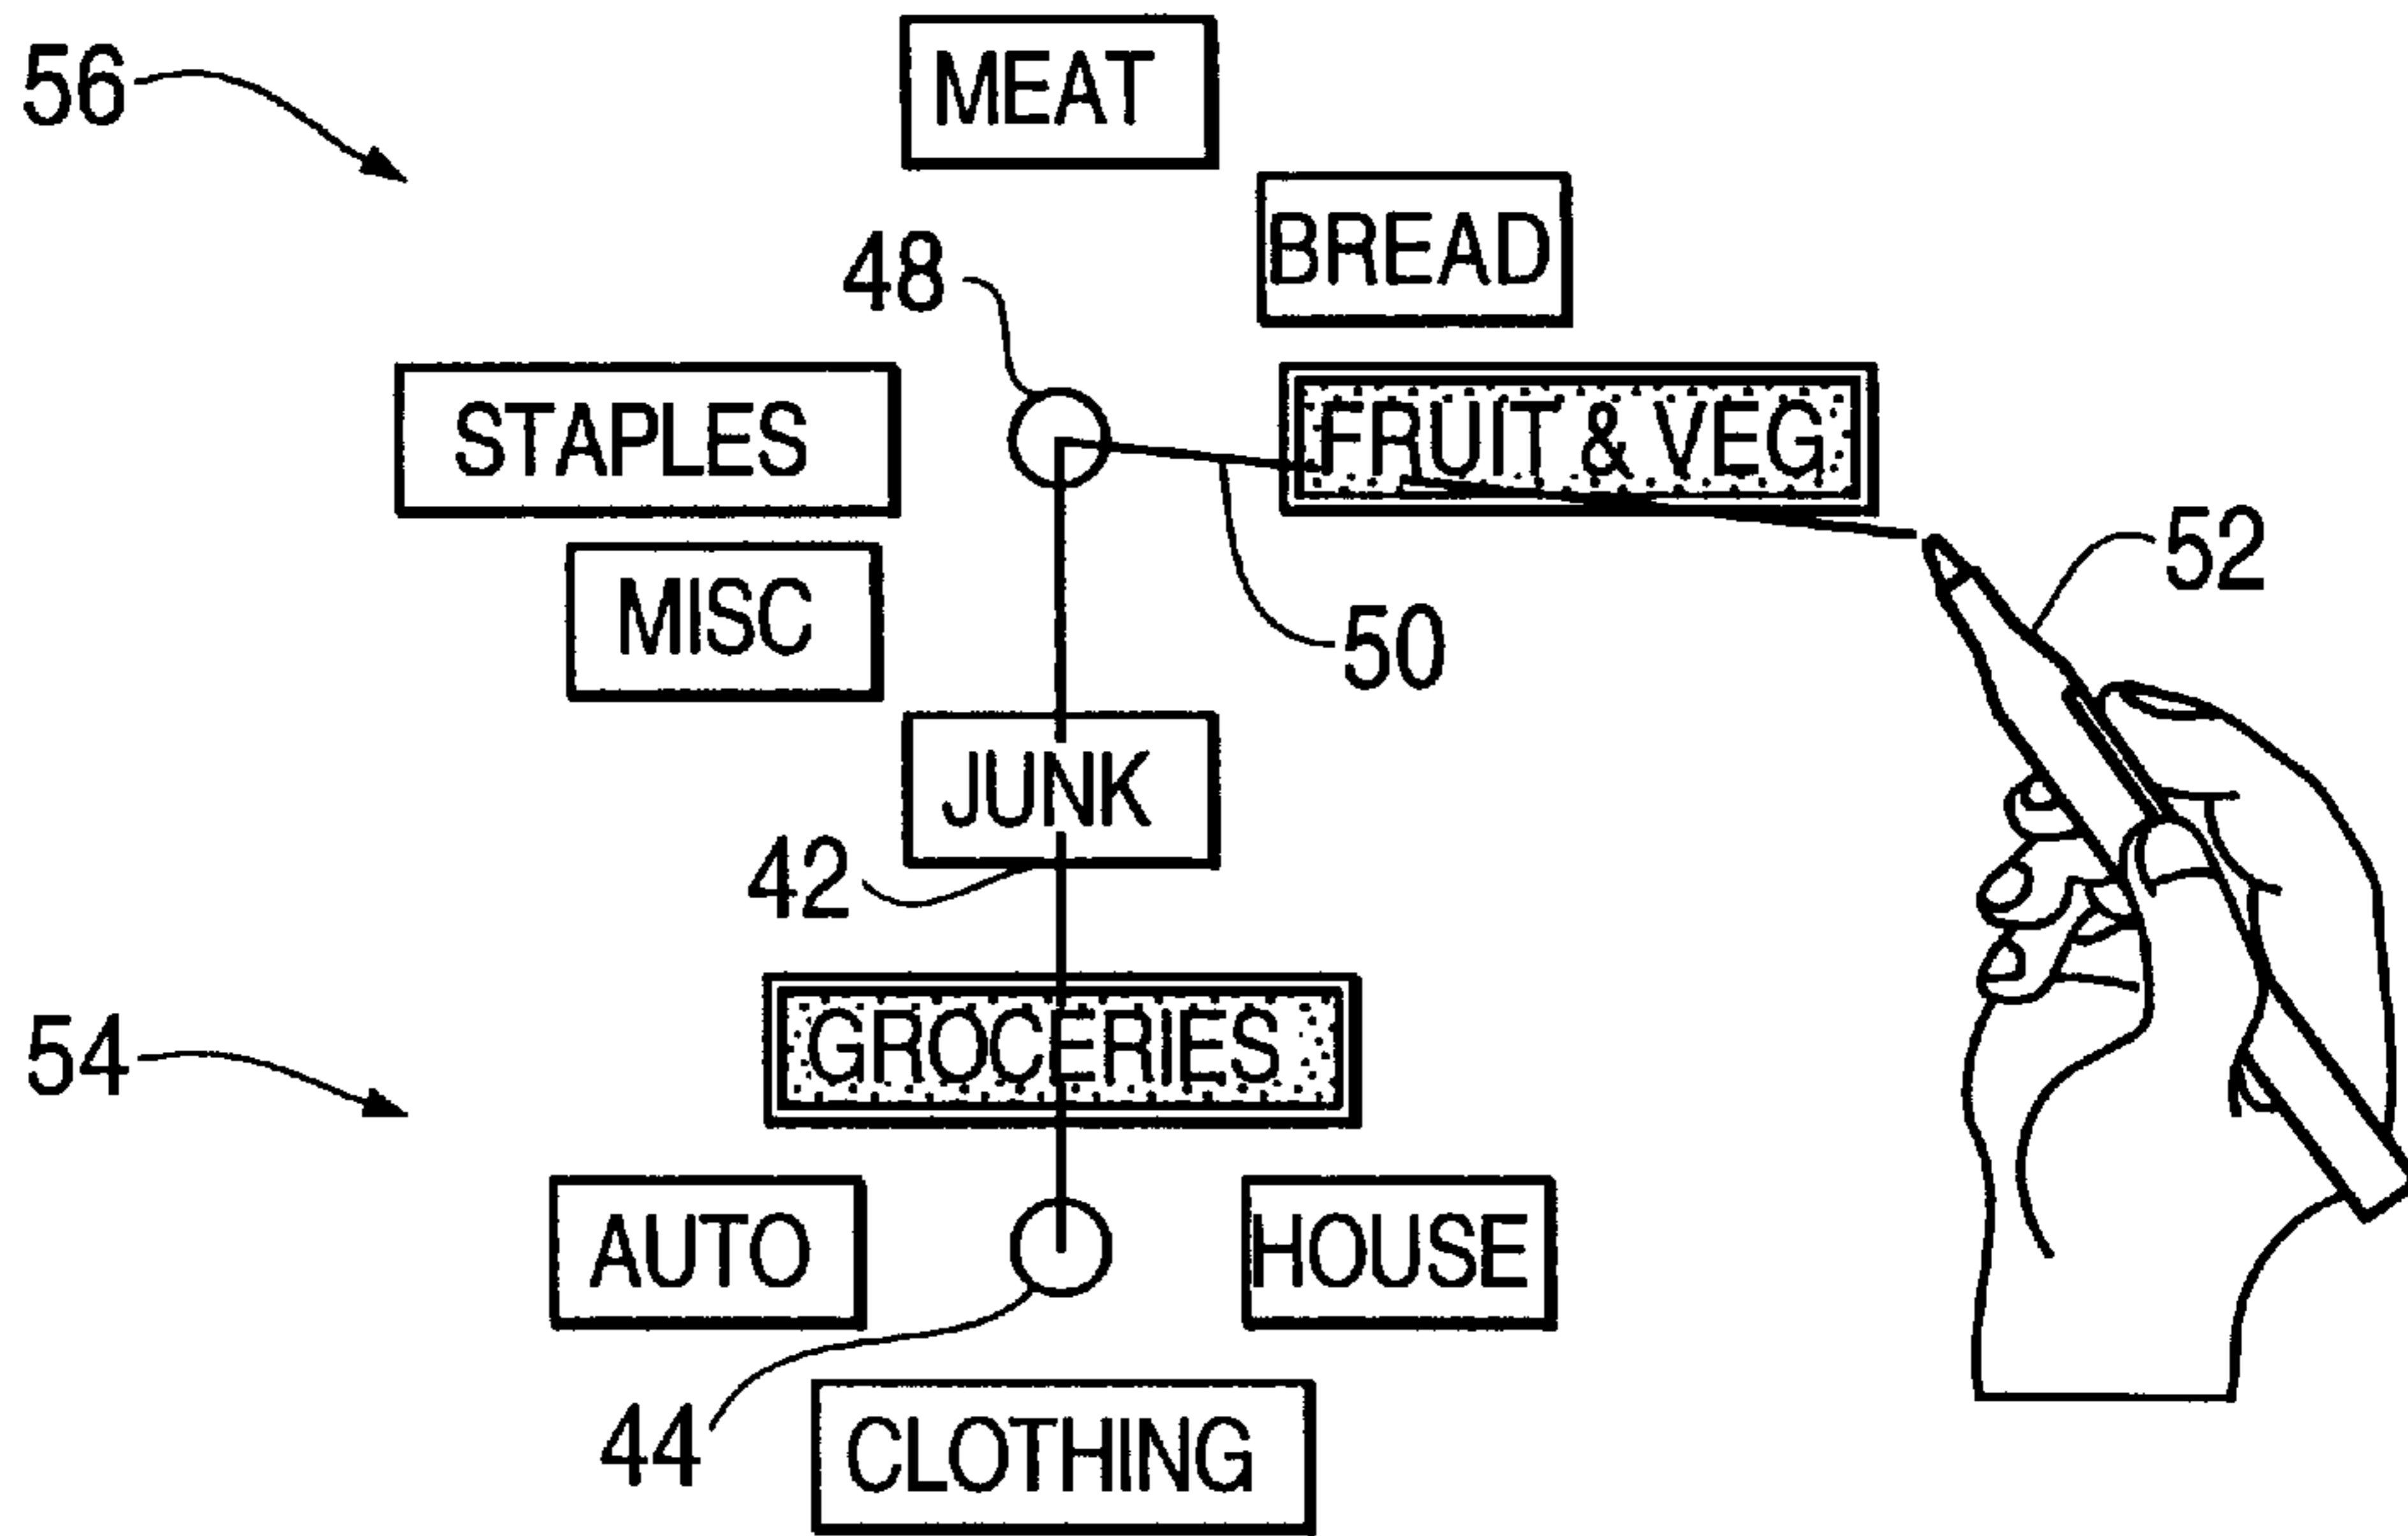 56
MEAT
BREAD
48
STAPLES
FRUIT & VEG
MISC
52
50
JUNK
42
GROCERIES
54
AUTO
HOUSE
44
CLOTHING